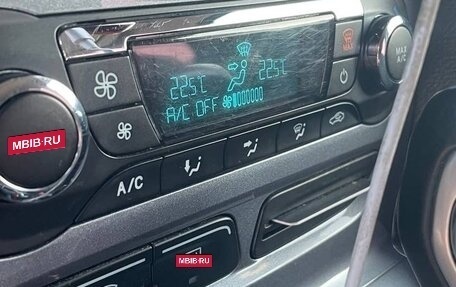 22.5°C 22.5°C
A/C OFF
MAX
A/C
MBIB.RU
A/C
MBIB.RU